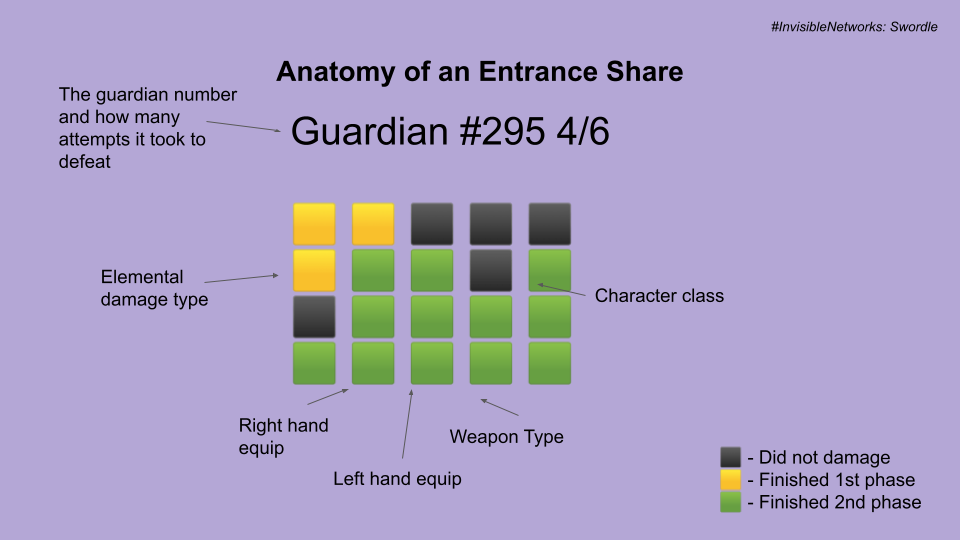 #InvisibleNetworks: Swordle
Anatomy of an Entrance Share
The guardian number
and how many
attempts it took to
defeat
Guardian #295 4/6
Elemental
damage type
Character class
Right hand
equip
Left hand equip
Weapon Type
- Did not damage
- Finished 1st phase
- Finished 2nd phase